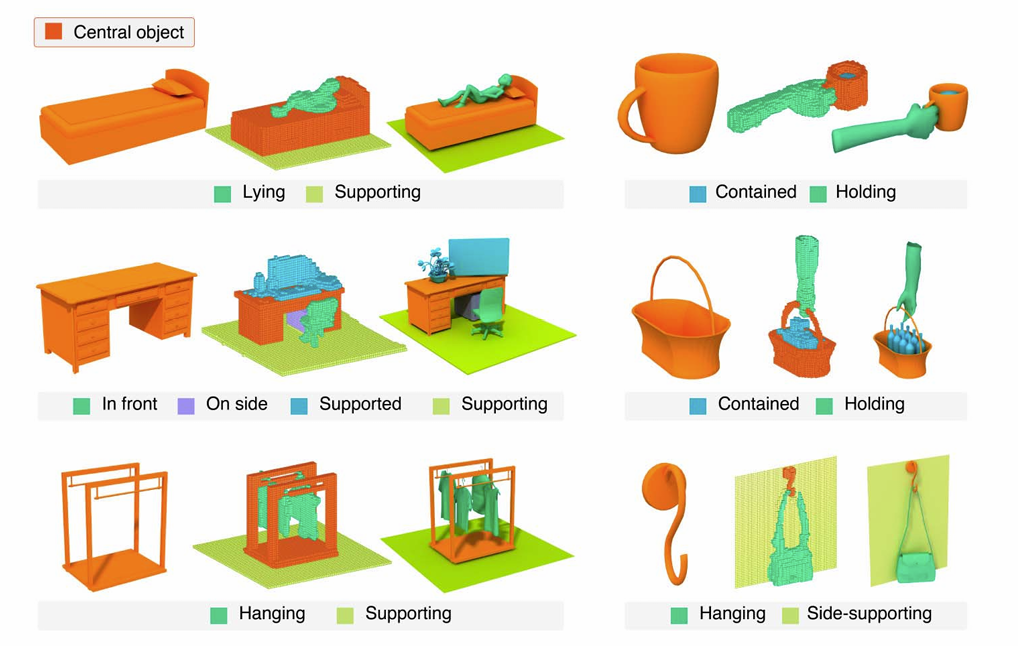 Central object
Lying Supporting
Contained Holding
In front On side Supported Supporting
Contained Holding
Hanging Supporting
Hanging Side-supporting